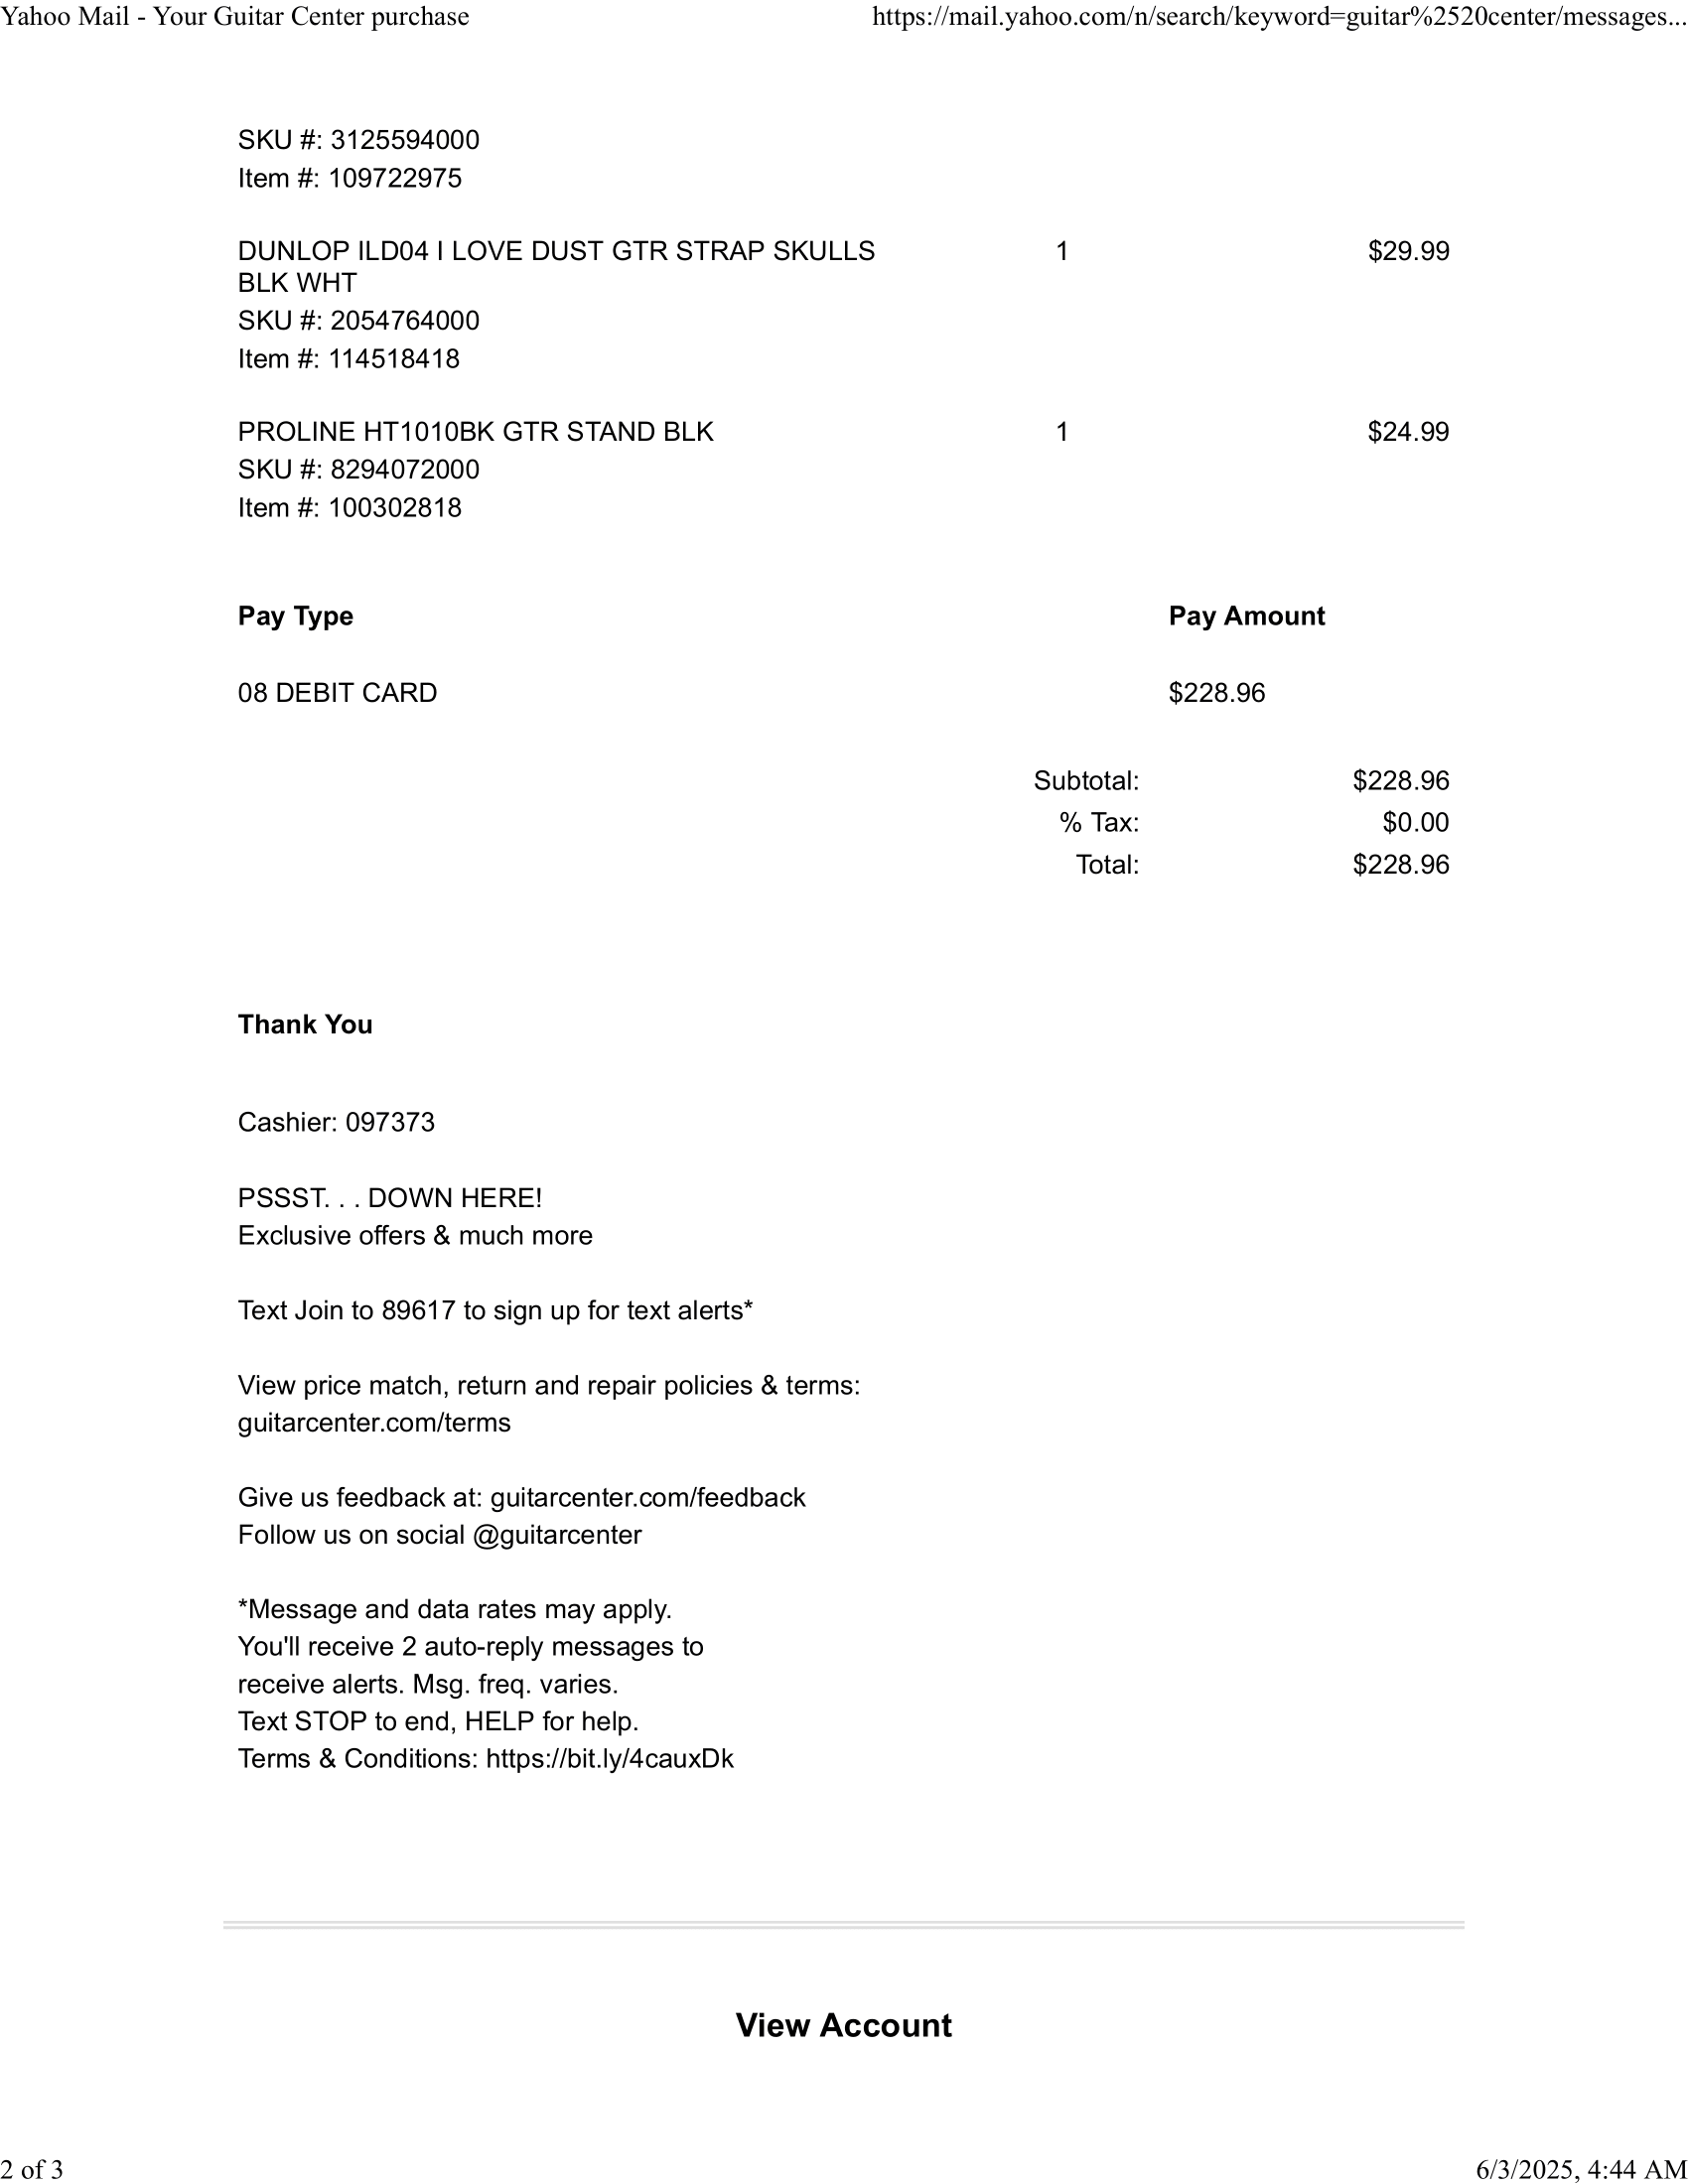 Yahoo Mail - Your Guitar Center purchase https://mail.yahoo.com/n/search/keyword=guitar%2520center/messages...
SKU #: 3125594000
Item #: 109722975
DUNLOP ILD04 I LOVE DUST GTR STRAP SKULLS 1 $29.99
BLK WHT
SKU #: 2054764000
Item #: 114518418
PROLINE HT1010BK GTR STAND BLK 1 $24.99
SKU #: 8294072000
Item #: 100302818
Pay Type Pay Amount
08 DEBIT CARD $228.96
Subtotal: $228.96
% Tax: $0.00
Total: $228.96
Thank You
Cashier: 097373
PSSST. . . DOWN HERE!
Exclusive offers & much more
Text Join to 89617 to sign up for text alerts*
View price match, return and repair policies & terms:
guitarcenter.com/terms
Give us feedback at: guitarcenter.com/feedback
Follow us on social @guitarcenter
*Message and data rates may apply.
You'll receive 2 auto-reply messages to
receive alerts. Msg. freq. varies.
Text STOP to end, HELP for help.
Terms & Conditions: https://bit.ly/4cauxDk
View Account
2 of 3 6/3/2025, 4:44 AM